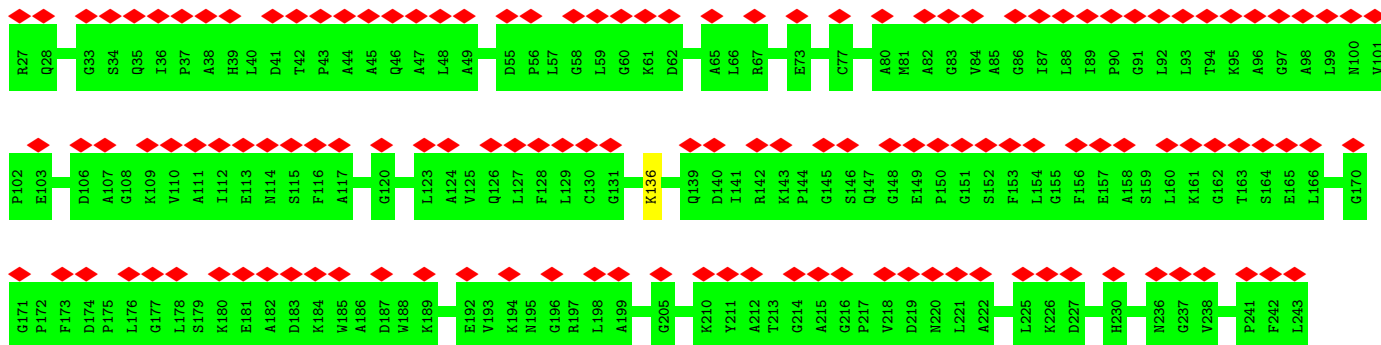 R27 Q28 G33 S34 Q35 I36 P37 A38 H39 L40 D41 T42 P43 A44 A45 Q46 A47 L48 A49 D55 P56 L57 G58 L59 G60 K61 D62 A65 L66 R67 E73 C77 A80 M81 A82 G83 V84 A85 G86 I87 L88 I89 P90 G91 L92 L93 T94 K95 A96 G97 A98 L99 N100 V101
P102 E103 D106 A107 G108 K109 V110 A111 I112 E113 N114 S115 F116 A117 G120 L123 A124 V125 Q126 L127 F128 L129 C130 G131 K136 Q139 D140 I141 R142 K143 P144 G145 S146 Q147 G148 E149 P150 G151 S152 F153 L154 G155 F156 E157 A158 S159 L160 K161 G162 T163 S164 E165 L166 G170
G171 P172 F173 D174 P175 L176 G177 L178 S179 K180 E181 A182 D183 K184 W185 A186 D187 W188 K189 E192 V193 K194 N195 G196 R197 L198 A199 G205 K210 Y211 A212 T213 G214 A215 G216 P217 V218 D219 N220 L221 A222 L225 K226 D227 H230 N236 G237 V238 P241 F242 L243